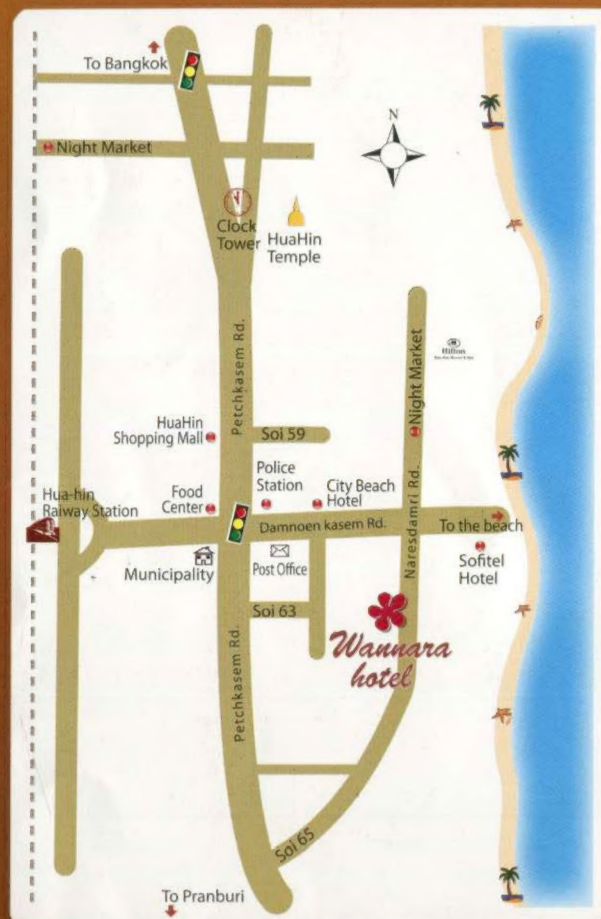 To Bangkok
Night Market
N
Clock
Tower
HuaHin
Temple
Petchkasem Rd.
Night Market
Hilton
HuaHin
Shopping Mall
Soi 59
Police
Station
City Beach
Hotel
Food
Center
Hua-hin
Raiway Station
Damnoen kasem Rd.
Naresdamri Rd.
To the beach
Sofitel
Hotel
Municipality
Post Office
Soi 63
Wannara
hotel
Petchkasem Rd.
Soi 65
To Pranburi